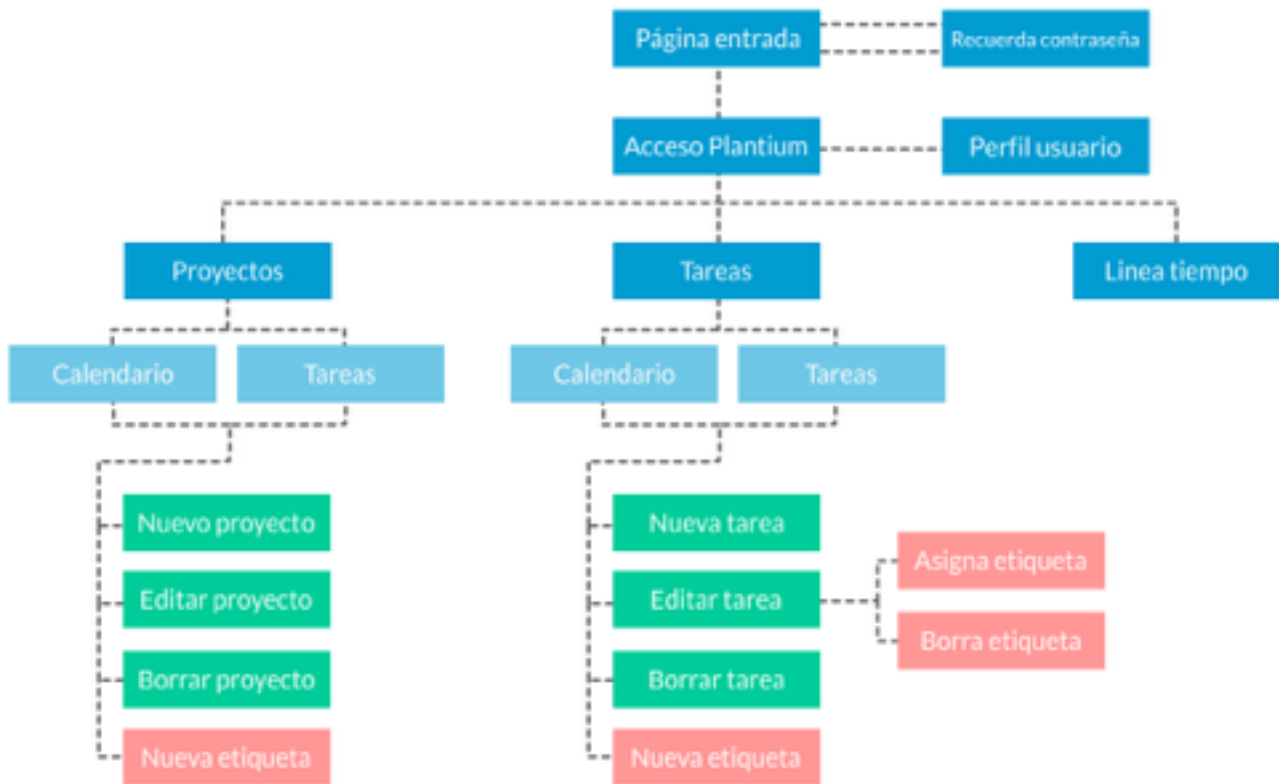 Página entrada
Recuerda contraseña
Acceso Plantium
Perfil usuario
Proyectos
Tareas
Linea tiempo
Calendario
Tareas
Calendario
Tareas
Nuevo proyecto
Editar proyecto
Borrar proyecto
Nueva etiqueta
Nueva tarea
Editar tarea
Borrar tarea
Nueva etiqueta
Asigna etiqueta
Borra etiqueta